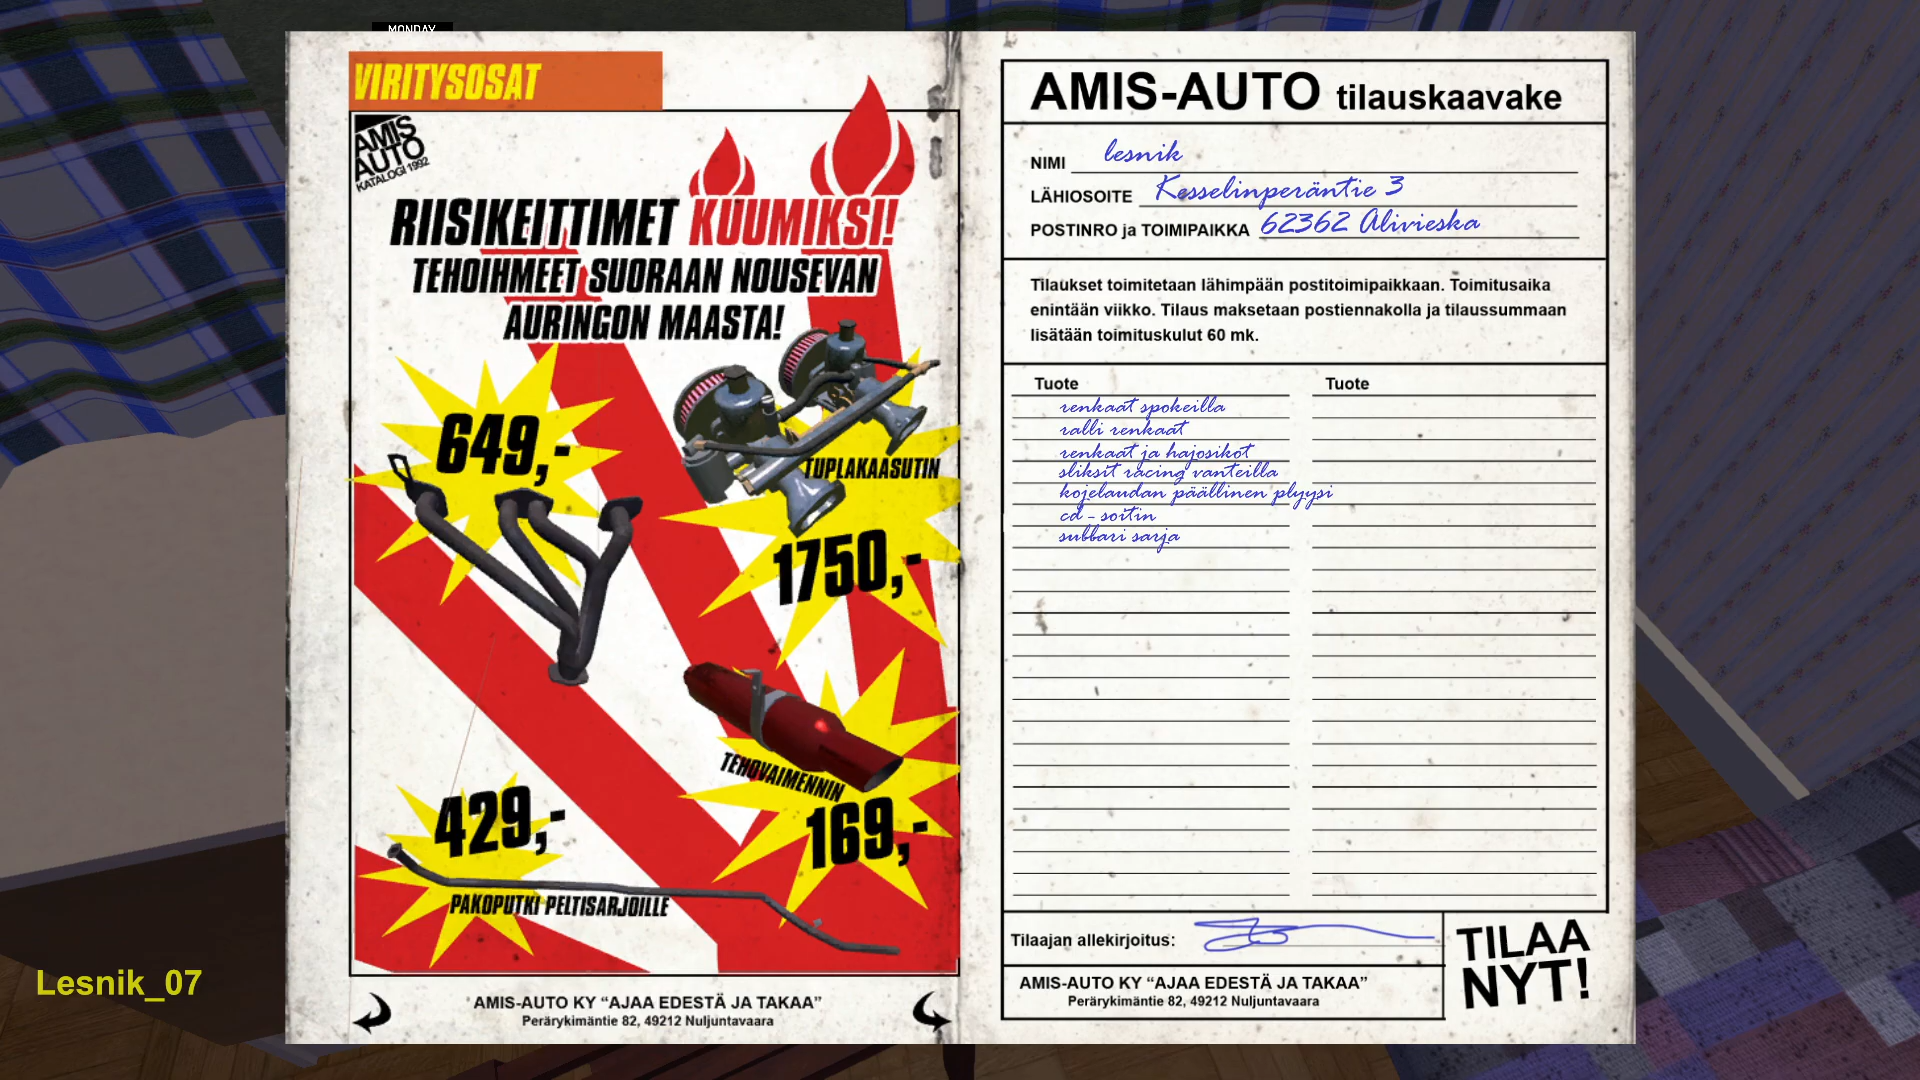 MONDAY
VIRITYSOSAT
AMIS
AUTO
KATALOGI 1992
RIISIKEITTIMET KUUMIKSI!
TEHOIHMEET SUORAAN NOUSEVAN
AURINGON MAASTA!
649,-
TUPLAKAASUTIN
1750,-
TEHOVAIMENNIN
169,-
429,-
PAKOPUTKI PELTISARJOILLE
AMIS-AUTO KY “AJAA EDESTÄ JA TAKAA”
Perärykimäntie 82, 49212 Nuljuntavaara
AMIS-AUTO tilauskaavake
NIMI lesnik
LÄHIOSOITE Kesselinperäntie 3
POSTINRO ja TOIMIPAIKKA 62362 Alivieska
Tilaukset toimitetaan lähimpään postitoimipaikkaan. Toimitusaika
enintään viikko. Tilaus maksetaan postiennakolla ja tilaussummaan
lisätään toimituskulut 60 mk.
Tuote Tuote
renkaat spokeilla
ralli renkaat
renkaat ja hajosikot
sliksit racing vanteilla
kojelaudan päällinen plyysi
cd - soitin
subbari sarja
Tilaajan allekirjoitus:
AMIS-AUTO KY “AJAA EDESTÄ JA TAKAA”
Perärykimäntie 82, 49212 Nuljuntavaara
TILAA
NYT!
Lesnik_07